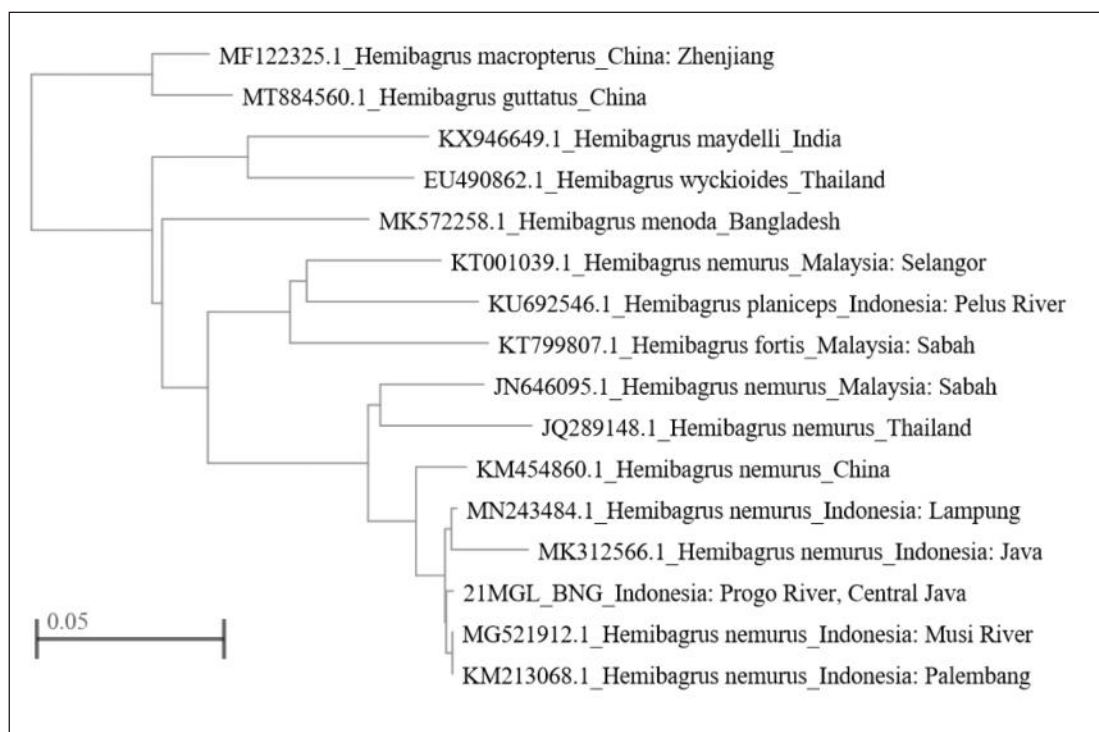 MF122325.1_Hemibagrus macropterus_China: Zhenjiang
MT884560.1_Hemibagrus guttatus_China
KX946649.1_Hemibagrus maydelli_India
EU490862.1_Hemibagrus wyckioides_Thailand
MK572258.1_Hemibagrus menoda_Bangladesh
KT001039.1_Hemibagrus nemurus_Malaysia: Selangor
KU692546.1_Hemibagrus planiceps_Indonesia: Pelus River
KT799807.1_Hemibagrus fortis_Malaysia: Sabah
JN646095.1_Hemibagrus nemurus_Malaysia: Sabah
JQ289148.1_Hemibagrus nemurus_Thailand
KM454860.1_Hemibagrus nemurus_China
MN243484.1_Hemibagrus nemurus_Indonesia: Lampung
MK312566.1_Hemibagrus nemurus_Indonesia: Java
21MGL_BNG_Indonesia: Progo River, Central Java
MG521912.1_Hemibagrus nemurus_Indonesia: Musi River
KM213068.1_Hemibagrus nemurus_Indonesia: Palembang
0.05